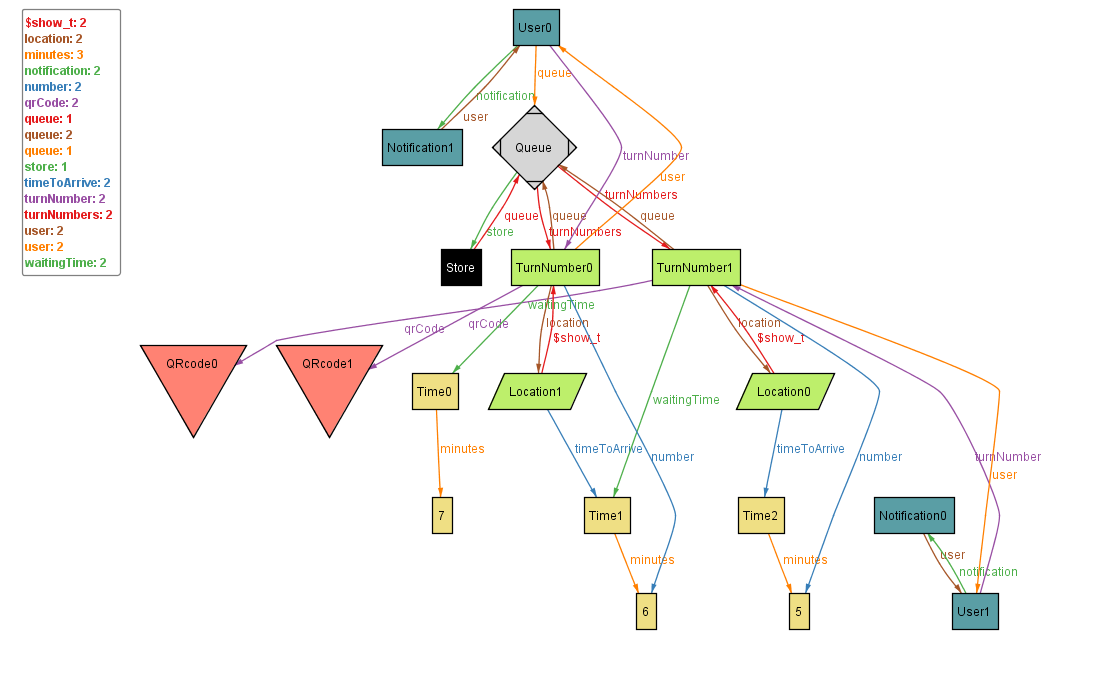 $show_t: 2
location: 2
minutes: 3
notification: 2
number: 2
qrCode: 2
queue: 1
queue: 2
queue: 1
store: 1
timeToArrive: 2
turnNumber: 2
turnNumbers: 2
user: 2
user: 2
waitingTime: 2
User0
queue
notification
user
Notification1
Queue
turnNumber
user
turnNumbers
queue
queue
queue
store
turnNumbers
Store
TurnNumber0
TurnNumber1
waitingTime
qrCode
qrCode
location
location
$show_t
$show_t
QRcode0
QRcode1
Time0
Location1
Location0
waitingTime
minutes
timeToArrive
number
timeToArrive
number
turnNumber
user
7
Time1
Time2
Notification0
minutes
minutes
user
notification
6
5
User1